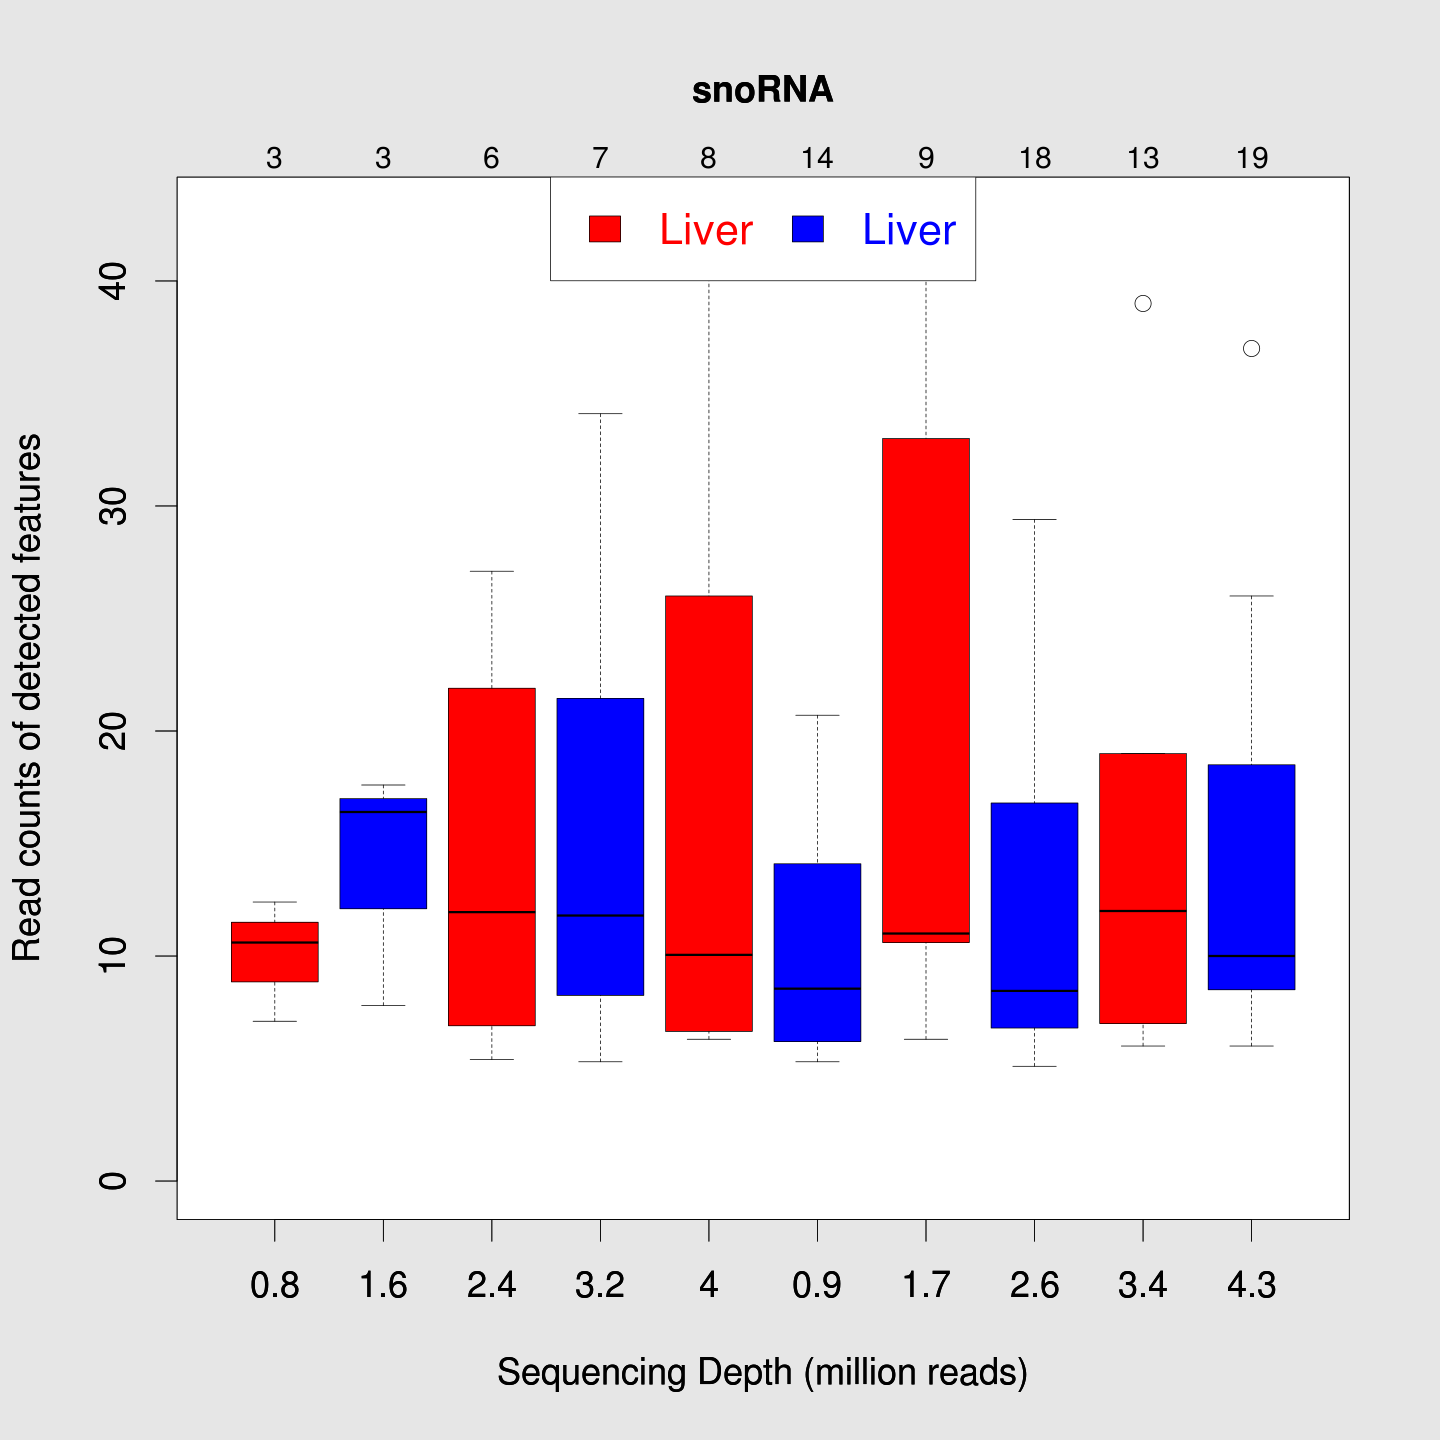 snoRNA
3 3 6 7 8 14 9 18 13 19
Liver Liver
40
30
20
10
0
Read counts of detected features
0.8 1.6 2.4 3.2 4 0.9 1.7 2.6 3.4 4.3
Sequencing Depth (million reads)